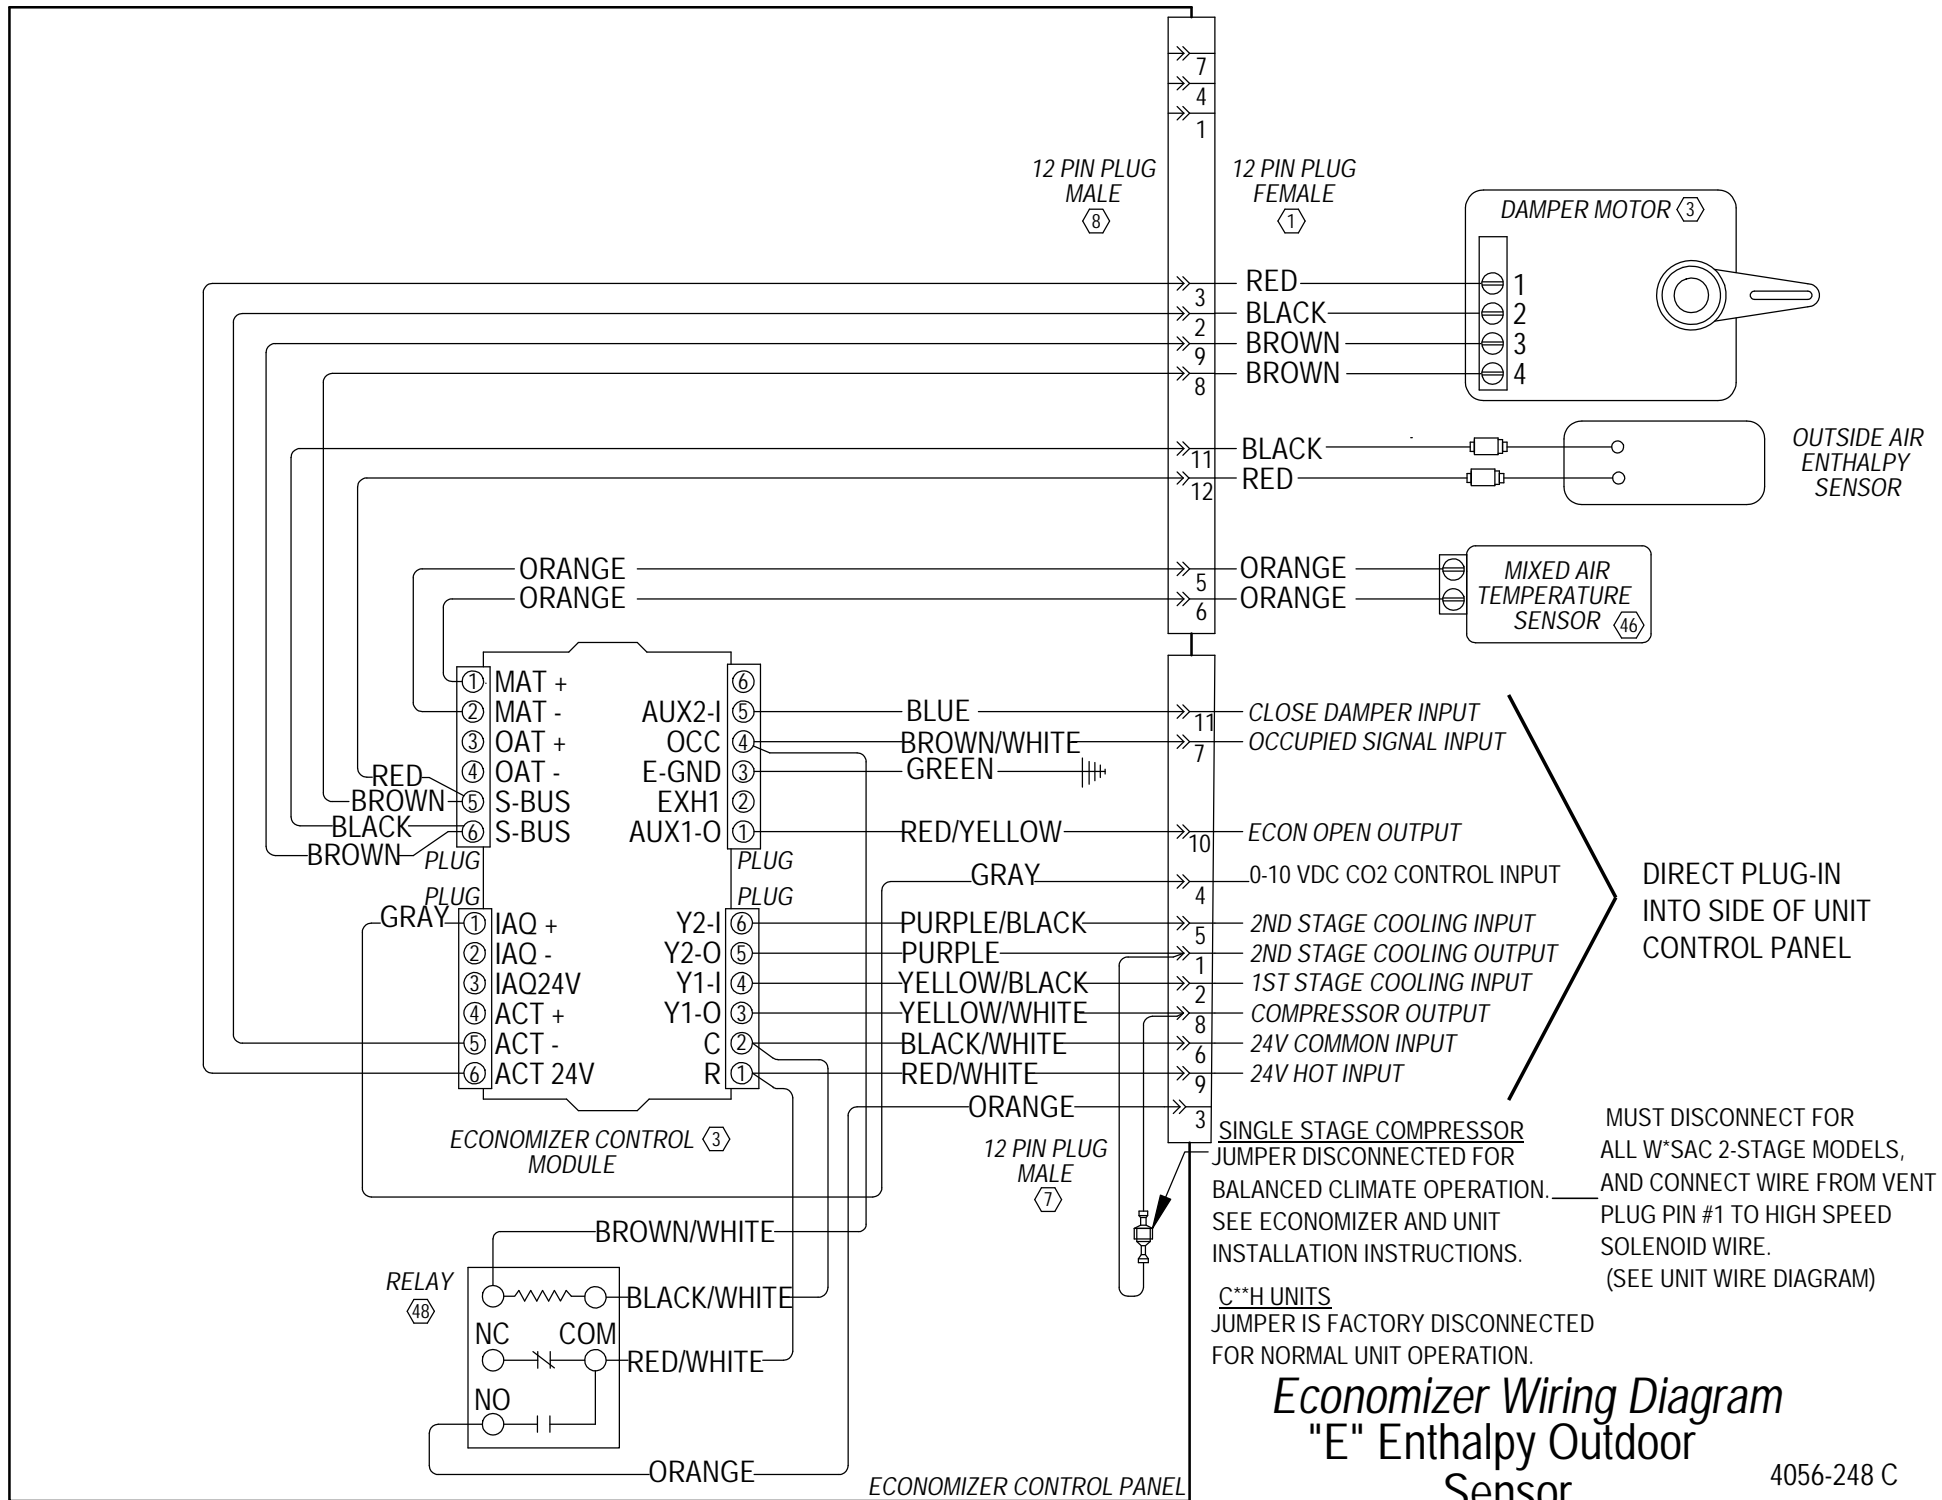 7
4
1
12 PIN PLUG
MALE
8
12 PIN PLUG
FEMALE
1
DAMPER MOTOR 3
RED 1
3
BLACK 2
2
BROWN 3
9
BROWN 4
8
BLACK
11
RED
12
OUTSIDE AIR
ENTHALPY
SENSOR
ORANGE
5
ORANGE
ORANGE
6
ORANGE
MIXED AIR
TEMPERATURE
SENSOR 46
1 MAT +
2 MAT -
3 OAT +
4 OAT -
5 S-BUS
6 S-BUS
RED
BROWN
BLACK
BROWN
PLUG
PLUG
6
AUX2-I 5
OCC 4
E-GND 3
EXH1 2
AUX1-O 1
PLUG
PLUG
BLUE 11 CLOSE DAMPER INPUT
BROWN/WHITE 7 OCCUPIED SIGNAL INPUT
GREEN
RED/YELLOW 10 ECON OPEN OUTPUT
GRAY 4 0-10 VDC CO2 CONTROL INPUT
GRAY
1 IAQ +
2 IAQ -
3 IAQ24V
4 ACT +
5 ACT -
6 ACT 24V
Y2-I 6 PURPLE/BLACK 5 2ND STAGE COOLING INPUT
Y2-O 5 PURPLE 1 2ND STAGE COOLING OUTPUT
Y1-I 4 YELLOW/BLACK 2 1ST STAGE COOLING INPUT
Y1-O 3 YELLOW/WHITE 8 COMPRESSOR OUTPUT
C 2 BLACK/WHITE 6 24V COMMON INPUT
R 1 RED/WHITE 9 24V HOT INPUT
ORANGE 3
DIRECT PLUG-IN
INTO SIDE OF UNIT
CONTROL PANEL
ECONOMIZER CONTROL 3
MODULE
12 PIN PLUG
MALE
7
SINGLE STAGE COMPRESSOR
JUMPER DISCONNECTED FOR
BALANCED CLIMATE OPERATION.
SEE ECONOMIZER AND UNIT
INSTALLATION INSTRUCTIONS.
MUST DISCONNECT FOR
ALL W*SAC 2-STAGE MODELS,
AND CONNECT WIRE FROM VENT
PLUG PIN #1 TO HIGH SPEED
SOLENOID WIRE.
(SEE UNIT WIRE DIAGRAM)
C**H UNITS
JUMPER IS FACTORY DISCONNECTED
FOR NORMAL UNIT OPERATION.
BROWN/WHITE
RELAY
48
BLACK/WHITE
NC COM
RED/WHITE
NO
ORANGE
ECONOMIZER CONTROL PANEL
Economizer Wiring Diagram
"E" Enthalpy Outdoor
Sensor
4056-248 C